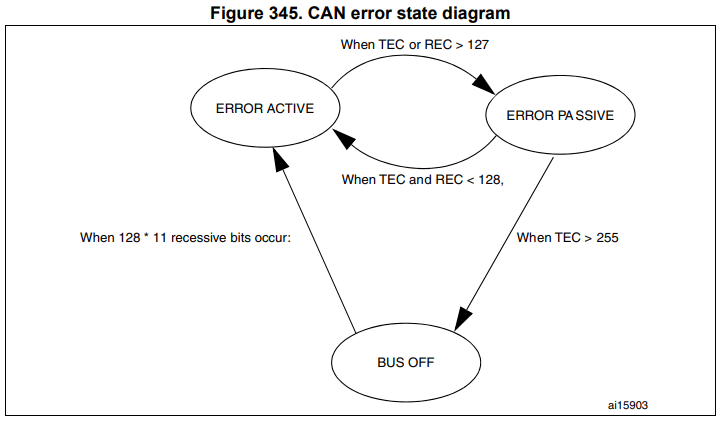 Figure 345. CAN error state diagram
When TEC or REC > 127
ERROR ACTIVE
ERROR PASSIVE
When TEC and REC < 128,
When 128 * 11 recessive bits occur:
When TEC > 255
BUS OFF
ai15903